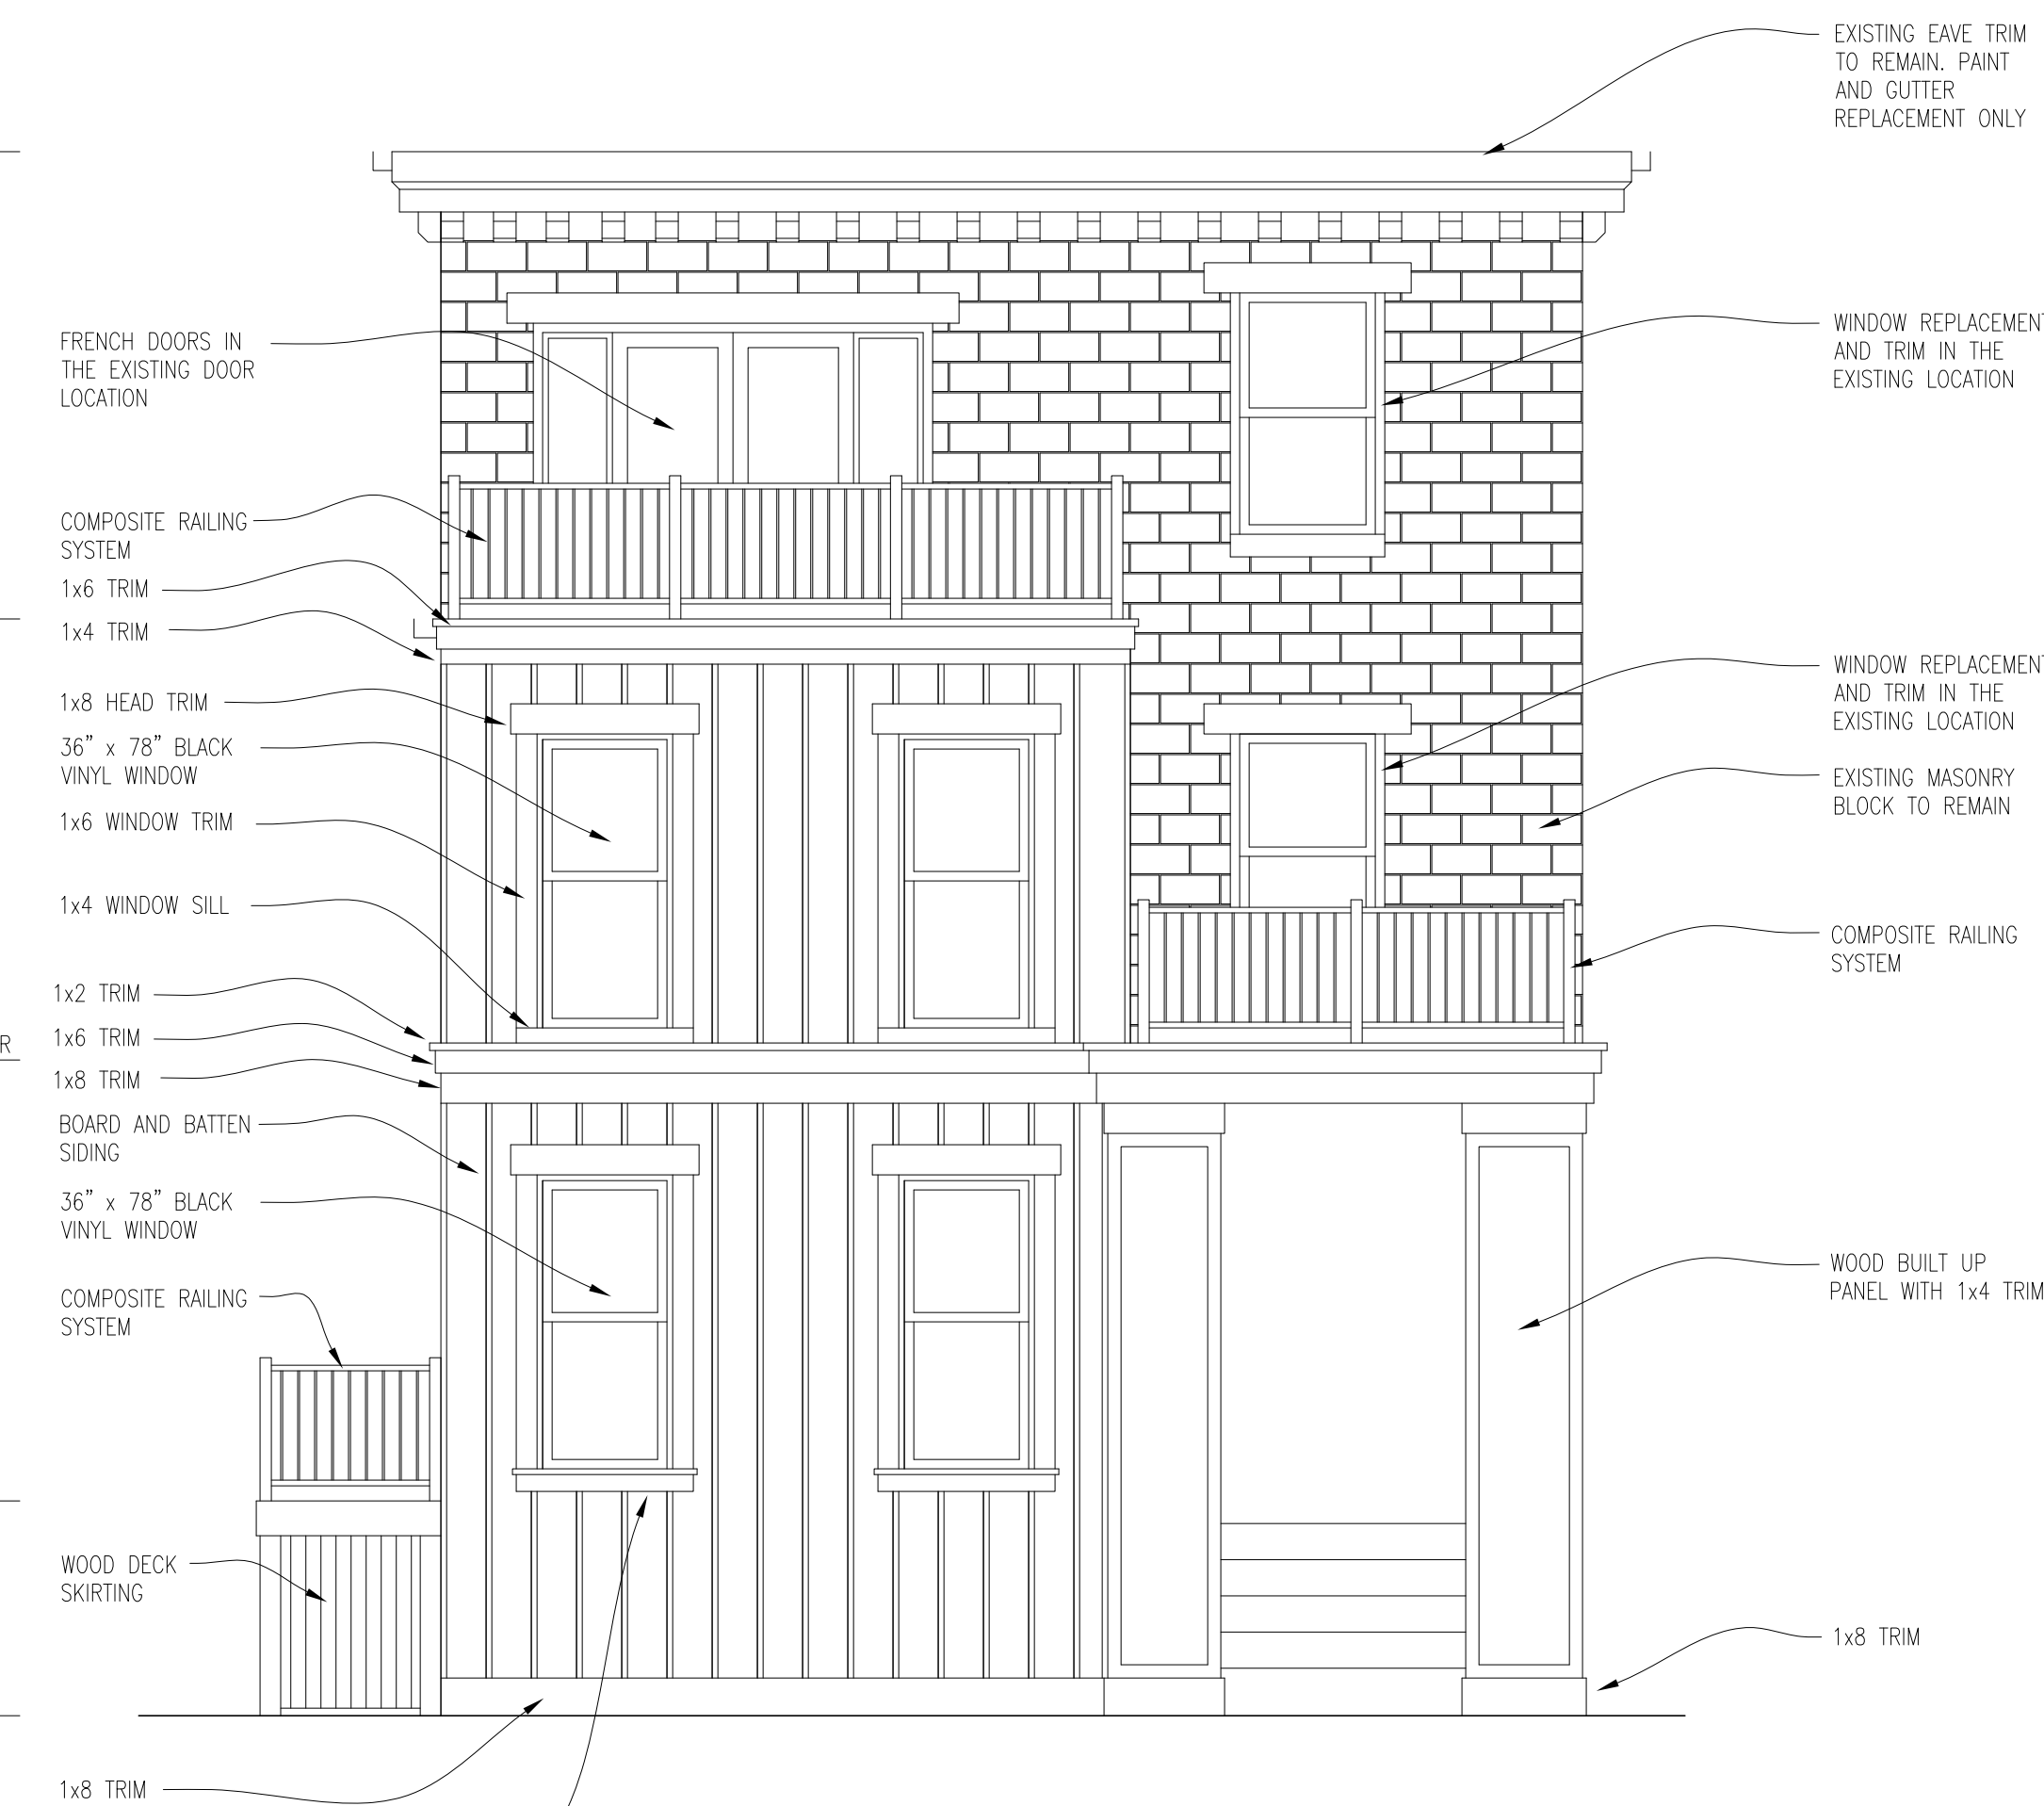 EXISTING EAVE TRIM
TO REMAIN. PAINT
AND GUTTER
REPLACEMENT ONLY
FRENCH DOORS IN
THE EXISTING DOOR
LOCATION
COMPOSITE RAILING
SYSTEM
1x6 TRIM
1x4 TRIM
1x8 HEAD TRIM
36” x 78” BLACK
VINYL WINDOW
1x6 WINDOW TRIM
1x4 WINDOW SILL
1x2 TRIM
1x6 TRIM
R
1x8 TRIM
BOARD AND BATTEN
SIDING
36” x 78” BLACK
VINYL WINDOW
COMPOSITE RAILING
SYSTEM
WOOD DECK
SKIRTING
1x8 TRIM
WINDOW REPLACEMENT
AND TRIM IN THE
EXISTING LOCATION
WINDOW REPLACEMENT
AND TRIM IN THE
EXISTING LOCATION
EXISTING MASONRY
BLOCK TO REMAIN
COMPOSITE RAILING
SYSTEM
WOOD BUILT UP
PANEL WITH 1x4 TRIM
1x8 TRIM